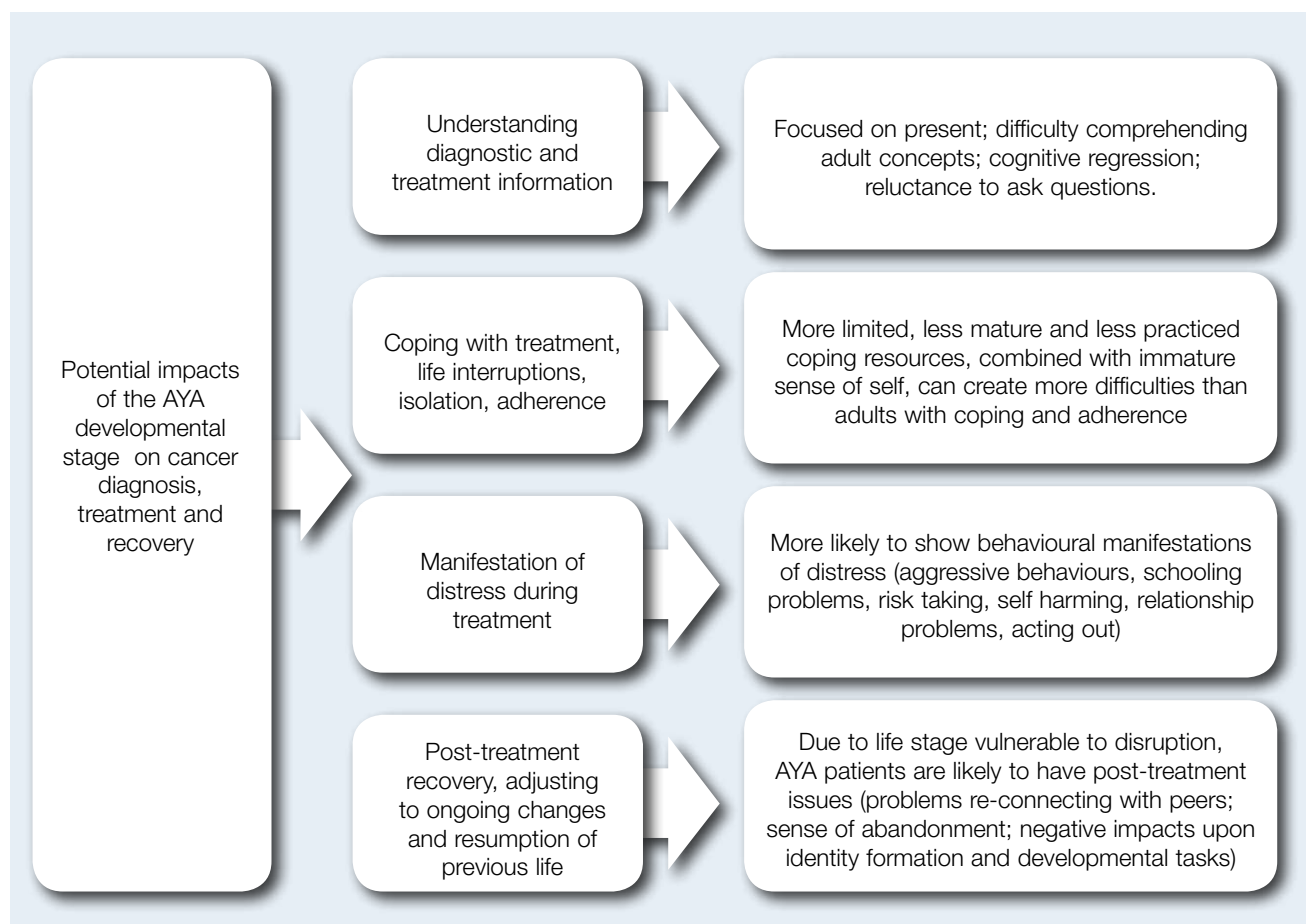 Potential impacts
of the AYA
developmental
stage  on cancer
diagnosis,
treatment and
recovery
Understanding
diagnostic and
treatment information
Focused on present; difficulty comprehending
adult concepts; cognitive regression;
reluctance to ask questions.
Coping with treatment,
life interruptions,
isolation, adherence
More limited, less mature and less practiced
coping resources, combined with immature
sense of self, can create more difficulties than
adults with coping and adherence
Manifestation of
distress during
treatment
More likely to show behavioural manifestations
of distress (aggressive behaviours, schooling
problems, risk taking, self harming, relationship
problems, acting out)
Post-treatment
recovery, adjusting
to ongoing changes
and resumption of
previous life
Due to life stage vulnerable to disruption,
AYA patients are likely to have post-treatment
issues (problems re-connecting with peers;
sense of abandonment; negative impacts upon
identity formation and developmental tasks)